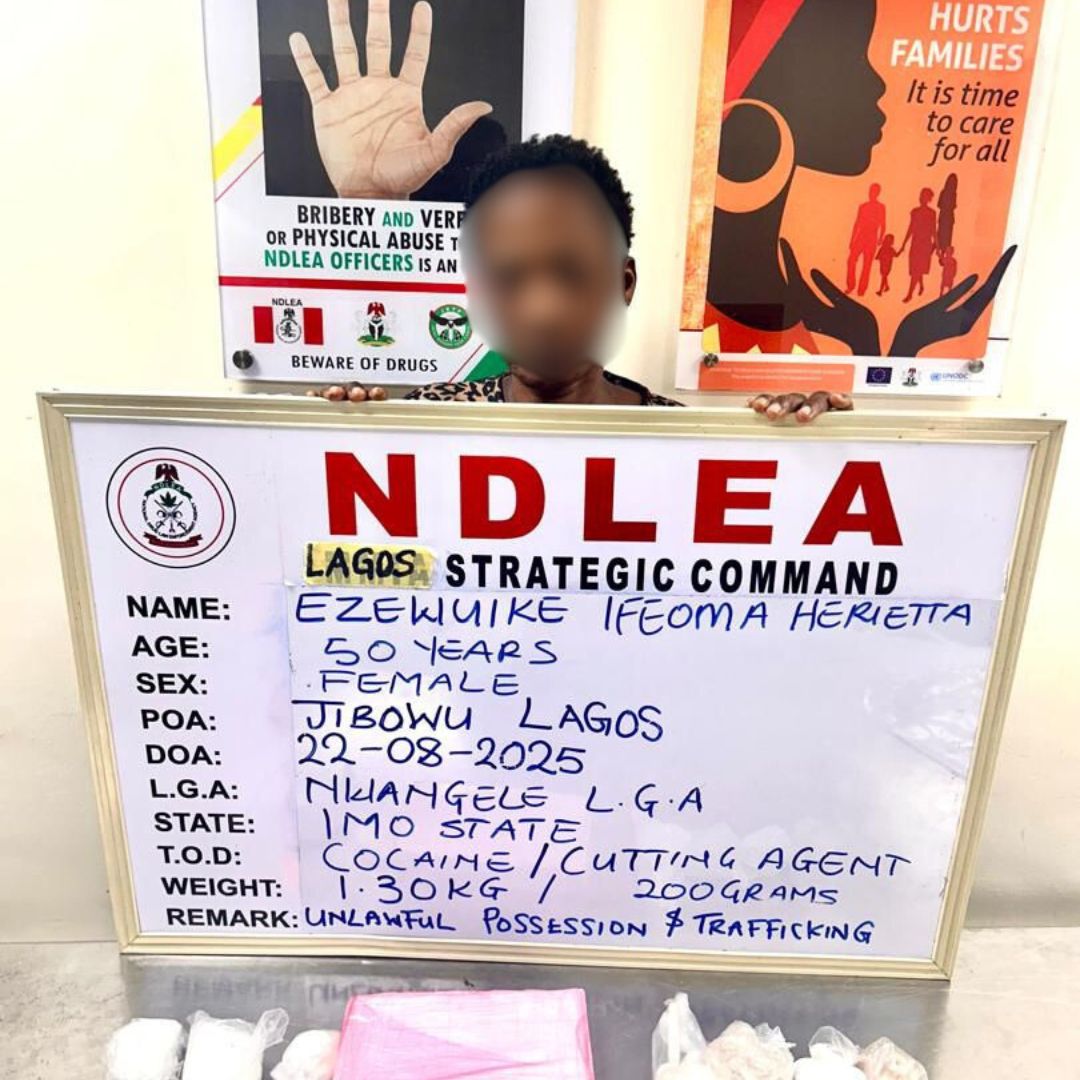 BRIBERY AND VER
OR PHYSICAL ABUSE
NDLEA OFFICERS IS AN
NDLEA
BEWARE OF DRUGS
HURTS
FAMILIES
It is time
to care
for all
UNODC
NDLEA
LAGOS STRATEGIC COMMAND
NAME: EZEWUIKE IFEOMA HERIETTA
AGE: 50 YEARS
SEX: FEMALE
POA: JIBOWU LAGOS
DOA: 22-08-2025
L.G.A: NWANGELE L.G.A
STATE: IMO STATE
T.O.D: COCAINE / CUTTING AGENT
WEIGHT: 1.30KG / 200GRAMS
REMARK: UNLAWFUL POSSESSION & TRAFFICKING